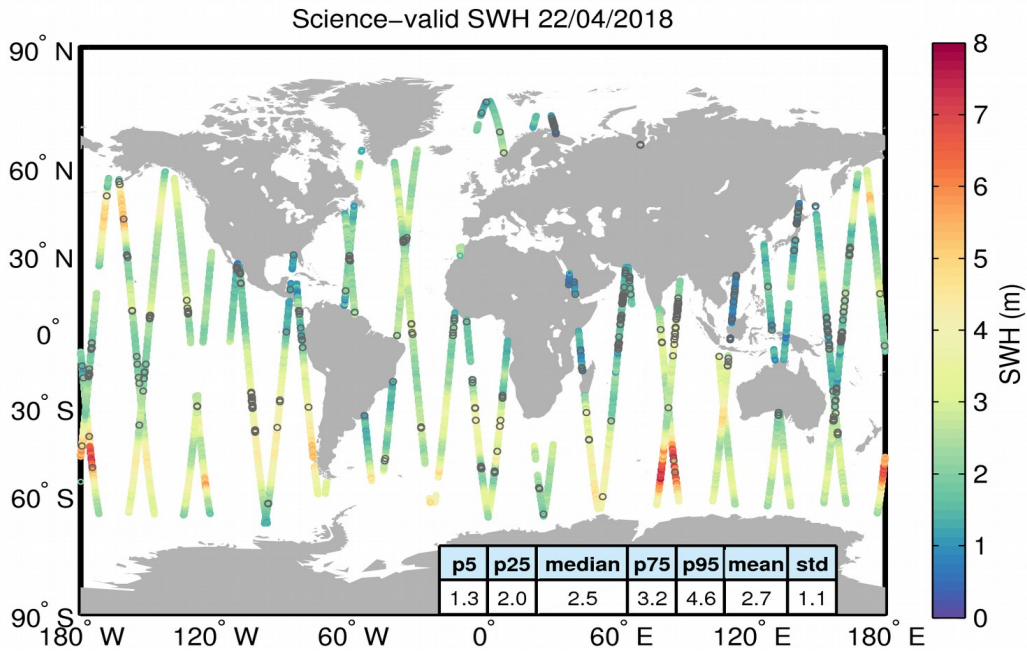 Science−valid SWH 22/04/2018
90° N
60° N
30° N
0°
30° S
60° S
90° S
180° W
120° W
60° W
0°
60° E
120° E
180° E
p5 p25 median p75 p95 mean std
1.3 2.0 2.5 3.2 4.6 2.7 1.1
8
7
6
5
4
3
2
1
0
SWH (m)